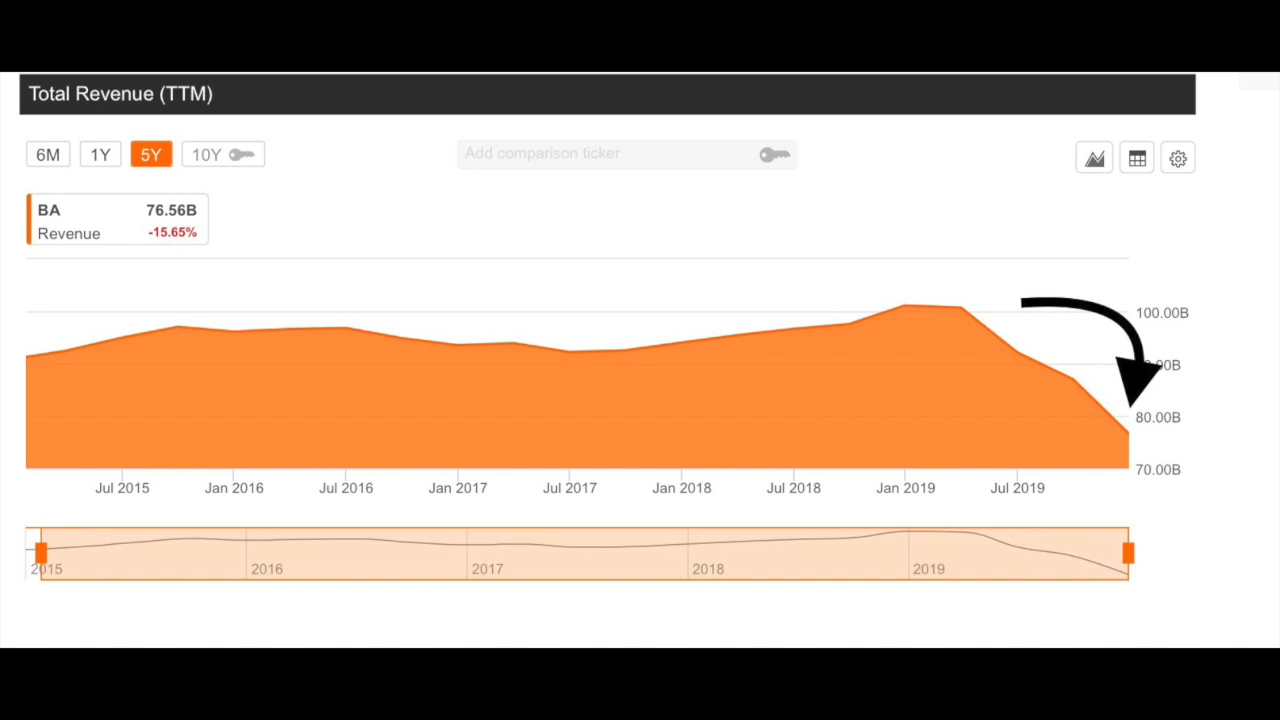 Total Revenue (TTM)
6M 1Y 5Y 10Y Add comparison ticker
BA 76.56B
Revenue -15.65%
100.00B
80.00B
70.00B
Jul 2015 Jan 2016 Jul 2016 Jan 2017 Jul 2017 Jan 2018 Jul 2018 Jan 2019 Jul 2019
2015 2016 2017 2018 2019